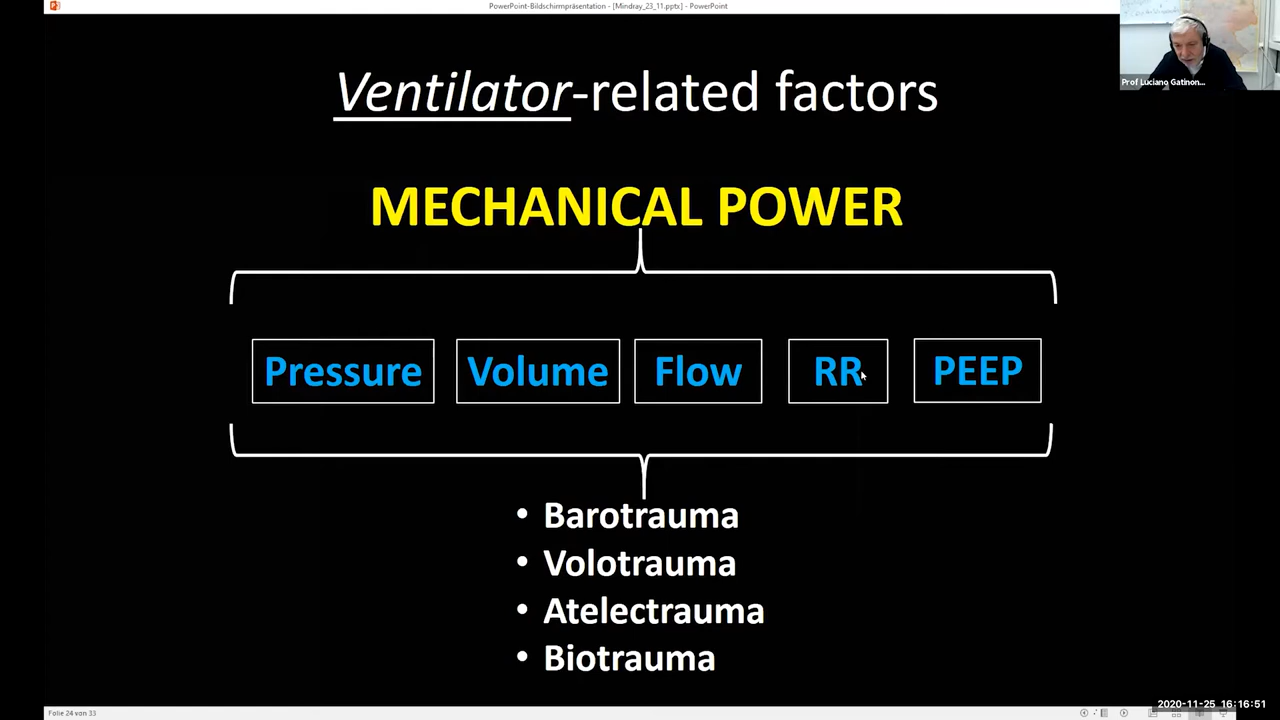 PowerPoint-Bildschirmpräsentation - [Mindray_23_11.pptx] - PowerPoint
Prof Luciano Gatinon...
Ventilator-related factors
MECHANICAL POWER
Pressure Volume Flow RR PEEP
• Barotrauma
• Volotrauma
• Atelectrauma
• Biotrauma
2020-11-25 16:16:51
Folie 24 von 33